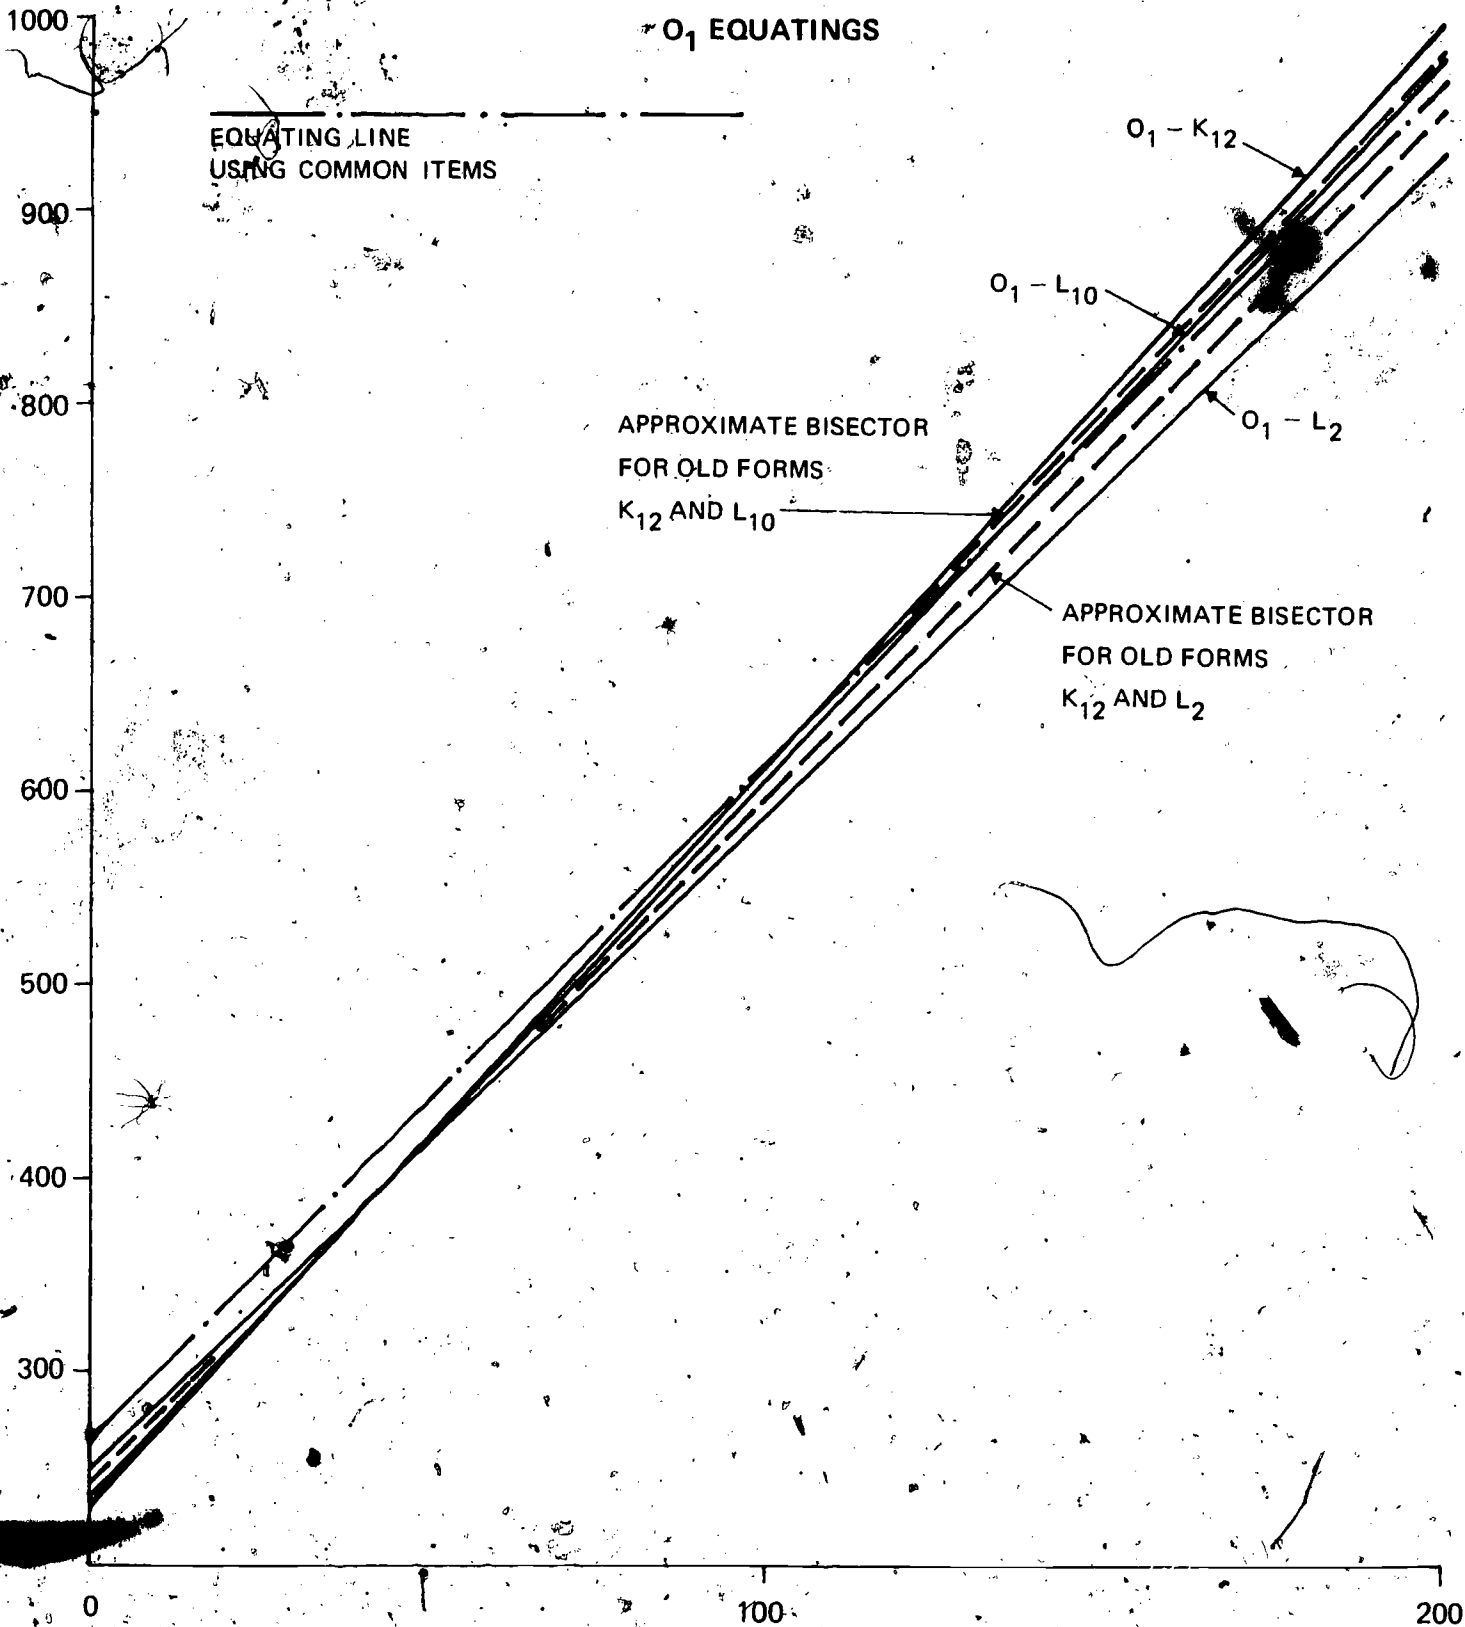 O₁ EQUATINGS
EQUATING LINE
USING COMMON ITEMS
1000
900
800
700
600
500
400
300
O₁ – K₁₂
O₁ – L₁₀
O₁ – L₂
APPROXIMATE BISECTOR
FOR OLD FORMS
K₁₂ AND L₁₀
APPROXIMATE BISECTOR
FOR OLD FORMS
K₁₂ AND L₂
0
100
200